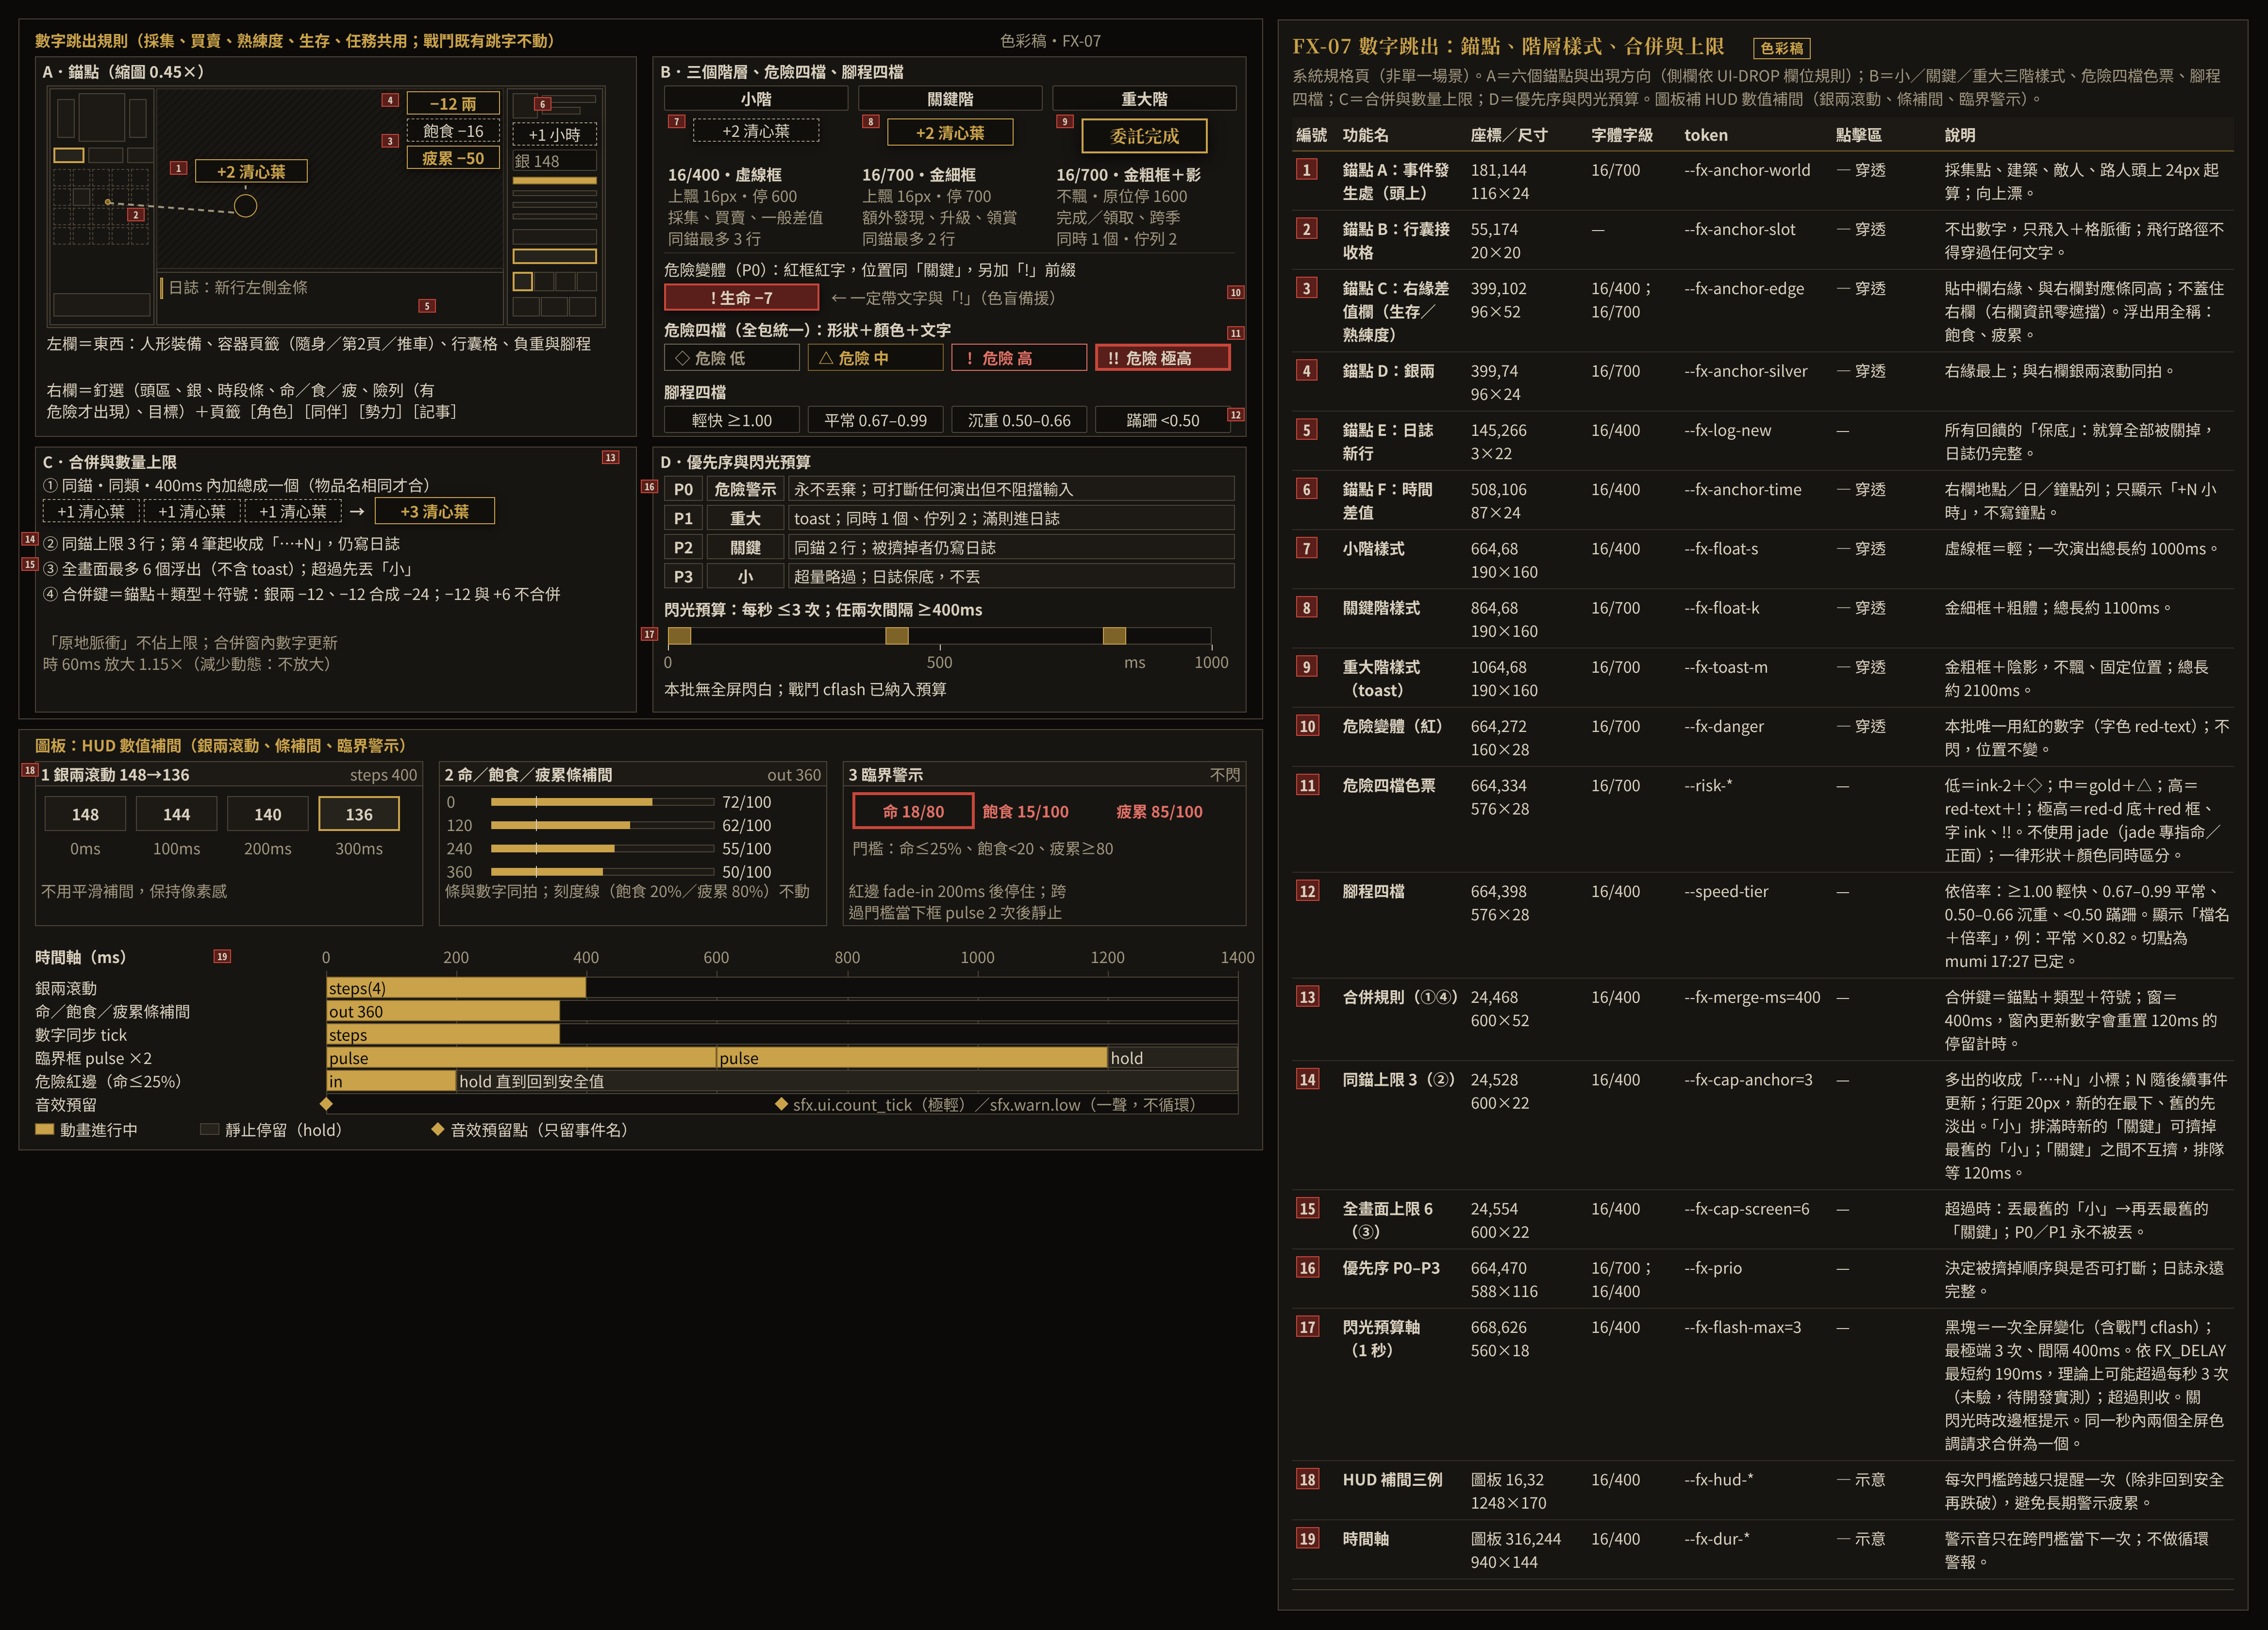 數字跳出規則（採集、買賣、熟練度、生存、任務共用；戰鬥既有跳字不動）
色彩稿・FX-07
A・錨點（縮圖 0.45×）
4
−12 兩
6
飽食 −16
+1 小時
3
疲累 −50
銀 148
1
+2 清心葉
2
日誌：新行左側金條
5
左欄＝東西：人形裝備、容器頁籤（隨身／第2頁／推車）、行囊格、負重與腳程
右欄＝釘選（頭區、銀、時段條、命／食／疲、險列（有
危險才出現）、目標）＋頁籤［角色］［同伴］［勢力］［記事］
B・三個階層、危險四檔、腳程四檔
小階
關鍵階
重大階
7
+2 清心葉
8
+2 清心葉
9
委託完成
16/400・虛線框
16/700・金細框
16/700・金粗框＋影
上飄 16px・停 600
上飄 16px・停 700
不飄・原位停 1600
採集、買賣、一般差值
額外發現、升級、領賞
完成／領取、跨季
同錨最多 3 行
同錨最多 2 行
同時 1 個・佇列 2
危險變體（P0）：紅框紅字，位置同「關鍵」，另加「!」前綴
! 生命 −7
← 一定帶文字與「!」（色盲備援）
10
危險四檔（全包統一）：形狀＋顏色＋文字
11
◇ 危險 低
△ 危險 中
! 危險 高
!! 危險 極高
腳程四檔
輕快 ≥1.00
平常 0.67–0.99
沉重 0.50–0.66
蹣跚 <0.50
12
C・合併與數量上限
13
① 同錨・同類・400ms 內加總成一個（物品名相同才合）
+1 清心葉
+1 清心葉
+1 清心葉
→
+3 清心葉
14
② 同錨上限 3 行；第 4 筆起收成「⋯+N」，仍寫日誌
15
③ 全畫面最多 6 個浮出（不含 toast）；超過先丟「小」
④ 合併鍵＝錨點＋類型＋符號：銀兩 −12、−12 合成 −24；−12 與 +6 不合併
「原地脈衝」不佔上限；合併窗內數字更新
時 60ms 放大 1.15×（減少動態：不放大）
D・優先序與閃光預算
16
P0
危險警示
永不丟棄；可打斷任何演出但不阻擋輸入
P1
重大
toast；同時 1 個、佇列 2；滿則進日誌
P2
關鍵
同錨 2 行；被擠掉者仍寫日誌
P3
小
超量略過；日誌保底，不丟
閃光預算：每秒 ≤3 次；任兩次間隔 ≥400ms
17
0
500
ms
1000
本批無全屏閃白；戰鬥 cflash 已納入預算
圖板：HUD 數值補間（銀兩滾動、條補間、臨界警示）
18
1 銀兩滾動 148→136
steps 400
148
144
140
136
0ms
100ms
200ms
300ms
不用平滑補間，保持像素感
2 命／飽食／疲累條補間
out 360
0
72/100
120
62/100
240
55/100
360
50/100
條與數字同拍；刻度線（飽食 20%／疲累 80%）不動
3 臨界警示
不閃
命 18/80
飽食 15/100
疲累 85/100
門檻：命≤25%、飽食<20、疲累≥80
紅邊 fade-in 200ms 後停住；跨
過門檻當下框 pulse 2 次後靜止
時間軸（ms）
19
0
200
400
600
800
1000
1200
1400
銀兩滾動
steps(4)
命／飽食／疲累條補間
out 360
數字同步 tick
steps
臨界框 pulse ×2
pulse
pulse
hold
危險紅邊（命≤25%）
in
hold 直到回到安全值
音效預留
sfx.ui.count_tick（極輕）／sfx.warn.low（一聲，不循環）
動畫進行中
靜止停留（hold）
音效預留點（只留事件名）
FX-07 數字跳出：錨點、階層樣式、合併與上限
色彩稿
系統規格頁（非單一場景）。A＝六個錨點與出現方向（側欄依 UI-DROP 欄位規則）；B＝小／關鍵／重大三階樣式、危險四檔色票、腳程
四檔；C＝合併與數量上限；D＝優先序與閃光預算。圖板補 HUD 數值補間（銀兩滾動、條補間、臨界警示）。
編號
功能名
座標／尺寸
字體字級
token
點擊區
說明
1
錨點 A：事件發
生處（頭上）
181,144
116×24
16/700
--fx-anchor-world
— 穿透
採集點、建築、敵人、路人頭上 24px 起
算；向上漂。
2
錨點 B：行囊接
收格
55,174
20×20
—
--fx-anchor-slot
— 穿透
不出數字，只飛入＋格脈衝；飛行路徑不
得穿過任何文字。
3
錨點 C：右緣差
值欄（生存／
熟練度）
399,102
96×52
16/400；
16/700
--fx-anchor-edge
— 穿透
貼中欄右緣、與右欄對應條同高；不蓋住
右欄（右欄資訊零遮擋）。浮出用全稱：
飽食、疲累。
4
錨點 D：銀兩
399,74
96×24
16/700
--fx-anchor-silver
— 穿透
右緣最上；與右欄銀兩滾動同拍。
5
錨點 E：日誌
新行
145,266
3×22
16/400
--fx-log-new
—
所有回饋的「保底」：就算全部被關掉，
日誌仍完整。
6
錨點 F：時間
差值
508,106
87×24
16/400
--fx-anchor-time
— 穿透
右欄地點／日／鐘點列；只顯示「+N 小
時」，不寫鐘點。
7
小階樣式
664,68
190×160
16/400
--fx-float-s
— 穿透
虛線框＝輕；一次演出總長約 1000ms。
8
關鍵階樣式
864,68
190×160
16/700
--fx-float-k
— 穿透
金細框＋粗體；總長約 1100ms。
9
重大階樣式
（toast）
1064,68
190×160
16/700
--fx-toast-m
— 穿透
金粗框＋陰影，不飄、固定位置；總長
約 2100ms。
10
危險變體（紅）
664,272
160×28
16/700
--fx-danger
— 穿透
本批唯一用紅的數字（字色 red-text）；不
閃，位置不變。
11
危險四檔色票
664,334
576×28
16/700
--risk-*
—
低＝ink-2＋◇；中＝gold＋△；高＝
red-text＋!；極高＝red-d 底＋red 框、
字 ink、!!。不使用 jade（jade 專指命／
正面）；一律形狀＋顏色同時區分。
12
腳程四檔
664,398
576×28
16/400
--speed-tier
—
依倍率：≥1.00 輕快、0.67–0.99 平常、
0.50–0.66 沉重、<0.50 蹣跚。顯示「檔名
＋倍率」，例：平常 ×0.82。切點為
mumi 17:27 已定。
13
合併規則（①④）
24,468
600×52
16/400
--fx-merge-ms=400
—
合併鍵＝錨點＋類型＋符號；窗＝
400ms，窗內更新數字會重置 120ms 的
停留計時。
14
同錨上限 3（②）
24,528
600×22
16/400
--fx-cap-anchor=3
—
多出的收成「⋯+N」小標；N 隨後續事件
更新；行距 20px，新的在最下、舊的先
淡出。「小」排滿時新的「關鍵」可擠掉
最舊的「小」；「關鍵」之間不互擠，排隊
等 120ms。
15
全畫面上限 6
（③）
24,554
600×22
16/400
--fx-cap-screen=6
—
超過時：丟最舊的「小」→再丟最舊的
「關鍵」；P0／P1 永不被丟。
16
優先序 P0–P3
664,470
588×116
16/700；
16/400
--fx-prio
—
決定被擠掉順序與是否可打斷；日誌永遠
完整。
17
閃光預算軸
（1 秒）
668,626
560×18
16/400
--fx-flash-max=3
—
黑塊＝一次全屏變化（含戰鬥 cflash）；
最極端 3 次、間隔 400ms。依 FX_DELAY
最短約 190ms，理論上可能超過每秒 3 次
（未驗，待開發實測）；超過則收。關
閃光時改邊框提示。同一秒內兩個全屏色
調請求合併為一個。
18
HUD 補間三例
圖板 16,32
1248×170
16/400
--fx-hud-*
— 示意
每次門檻跨越只提醒一次（除非回到安全
再跌破），避免長期警示疲累。
19
時間軸
圖板 316,244
940×144
16/400
--fx-dur-*
— 示意
警示音只在跨門檻當下一次；不做循環
警報。